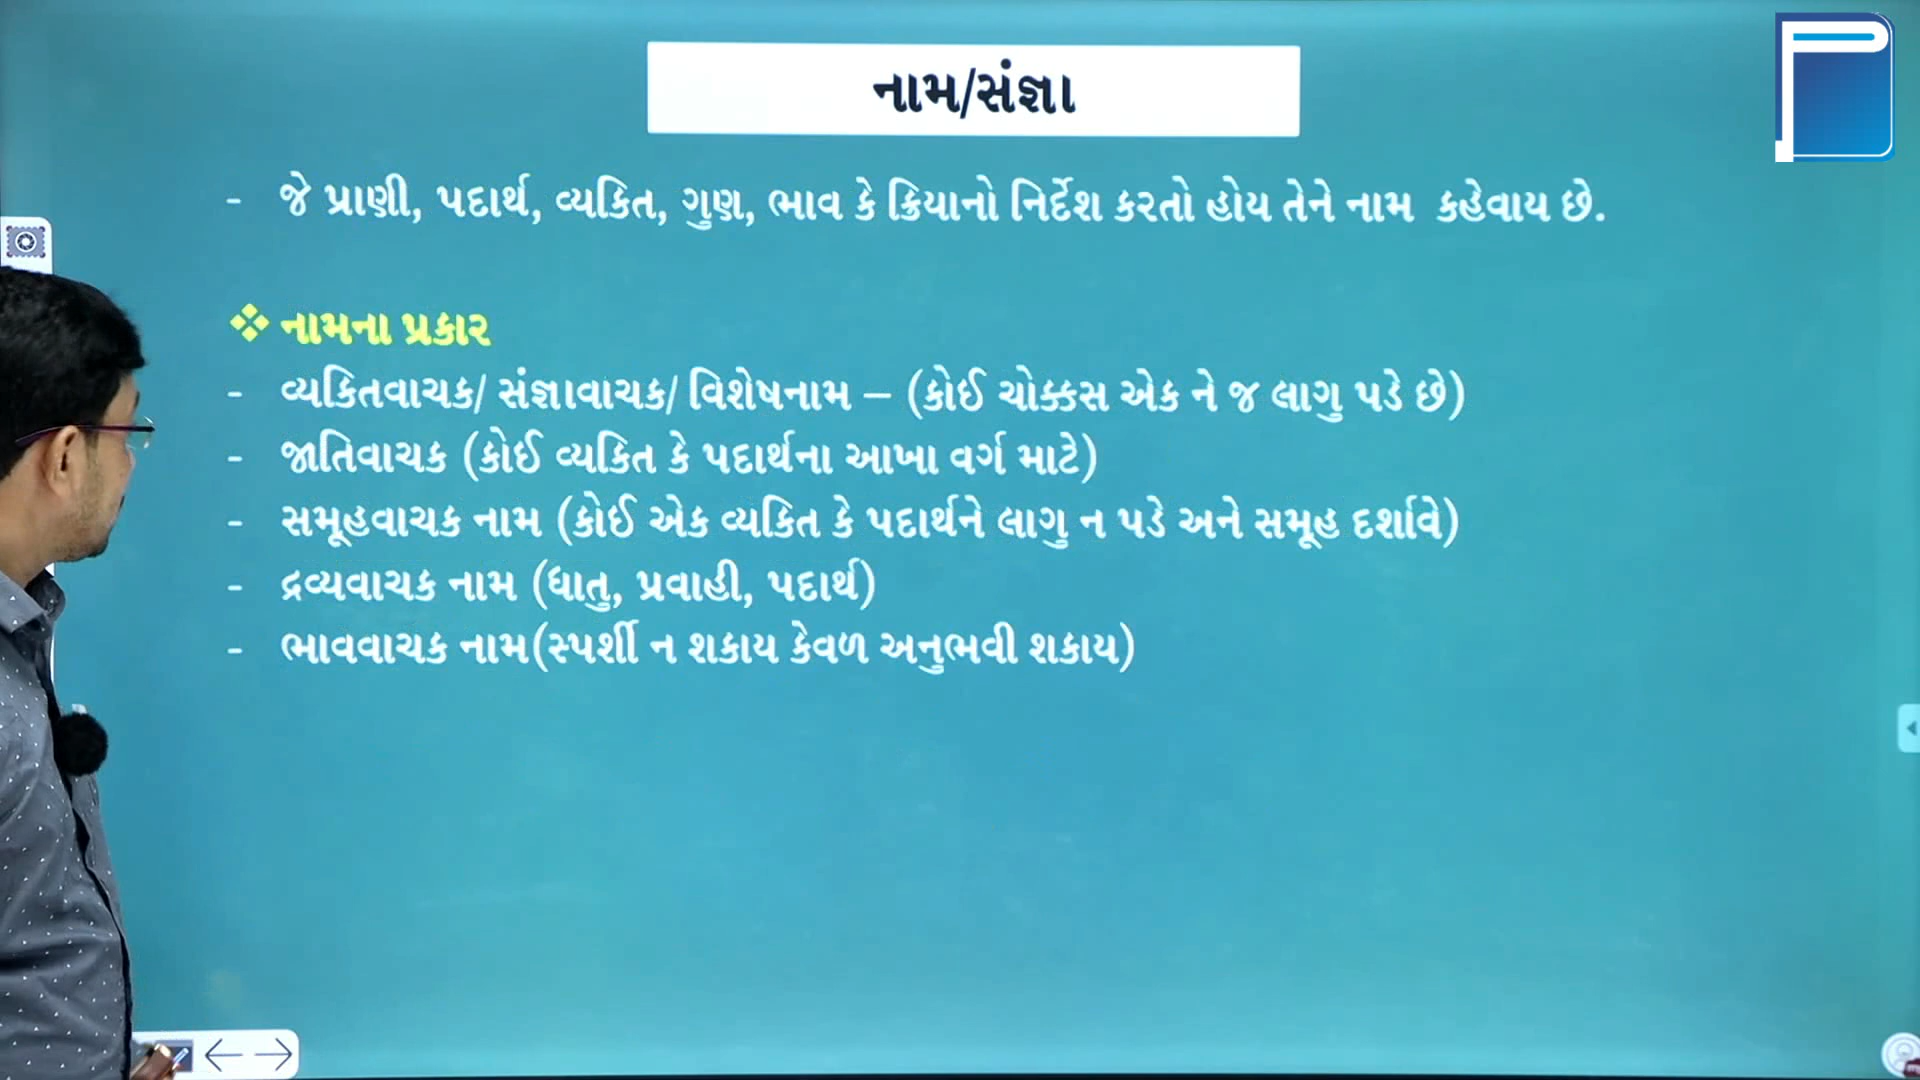 નામ/સંજ્ઞા
- જે પ્રાણી, પદાર્થ, વ્યકિત, ગુણ, ભાવ કે ક્રિયાનો નિર્દેશ કરતો હોય તેને નામ કહેવાય છે.
❖ નામના પ્રકાર
- વ્યકિતવાચક/ સંજ્ઞાવાચક/ વિશેષનામ – (કોઈ ચોક્કસ એક ને જ લાગુ પડે છે)
- જાતિવાચક (કોઈ વ્યકિત કે પદાર્થના આખા વર્ગ માટે)
- સમૂહવાચક નામ (કોઈ એક વ્યકિત કે પદાર્થને લાગુ ન પડે અને સમૂહ દર્શાવે)
- દ્રવ્યવાચક નામ (ધાતુ, પ્રવાહી, પદાર્થ)
- ભાવવાચક નામ(સ્પર્શી ન શકાય કેવળ અનુભવી શકાય)